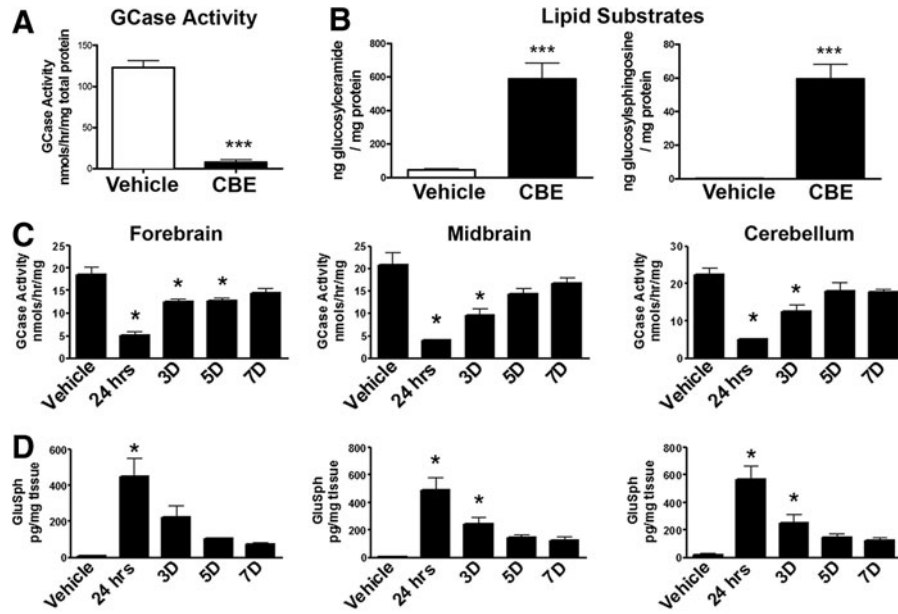 A
GCase Activity
GCase Activity
nmols/hr/mg total protein
150
100
50
0
***
Vehicle
CBE
B
Lipid Substrates
ng glucosylceramide
/ mg protein
800
600
400
200
0
***
Vehicle
CBE
ng glucosylsphingosine
/ mg protein
80
60
40
20
0
***
Vehicle
CBE
C
Forebrain
GCase Activity
nmols/hr/mg
25
20
15
10
5
0
*
*
*
Vehicle
24 hrs
3D
5D
7D
Midbrain
GCase Activity
nmols/hr/mg
25
20
15
10
5
0
*
*
Vehicle
24 hrs
3D
5D
7D
Cerebellum
GCase Activity
nmols/hr/mg
30
20
10
0
*
*
Vehicle
24 hrs
3D
5D
7D
D
GluSph
pg/mg tissue
600
400
200
0
*
Vehicle
24 hrs
3D
5D
7D
GluSph
pg/mg tissue
800
600
400
200
0
*
*
Vehicle
24 hrs
3D
5D
7D
GluSph
pg/mg tissue
800
600
400
200
0
*
*
Vehicle
24 hrs
3D
5D
7D